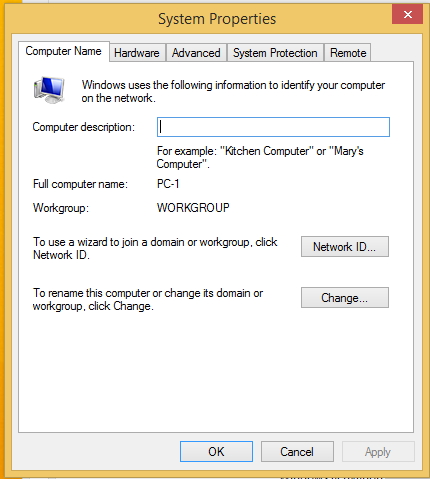 System Properties
Computer Name Hardware Advanced System Protection Remote
Windows uses the following information to identify your computer
on the network.
Computer description:
For example: "Kitchen Computer" or "Mary's
Computer".
Full computer name: PC-1
Workgroup: WORKGROUP
To use a wizard to join a domain or workgroup, click
Network ID.
Network ID...
To rename this computer or change its domain or
workgroup, click Change.
Change...
OK Cancel Apply